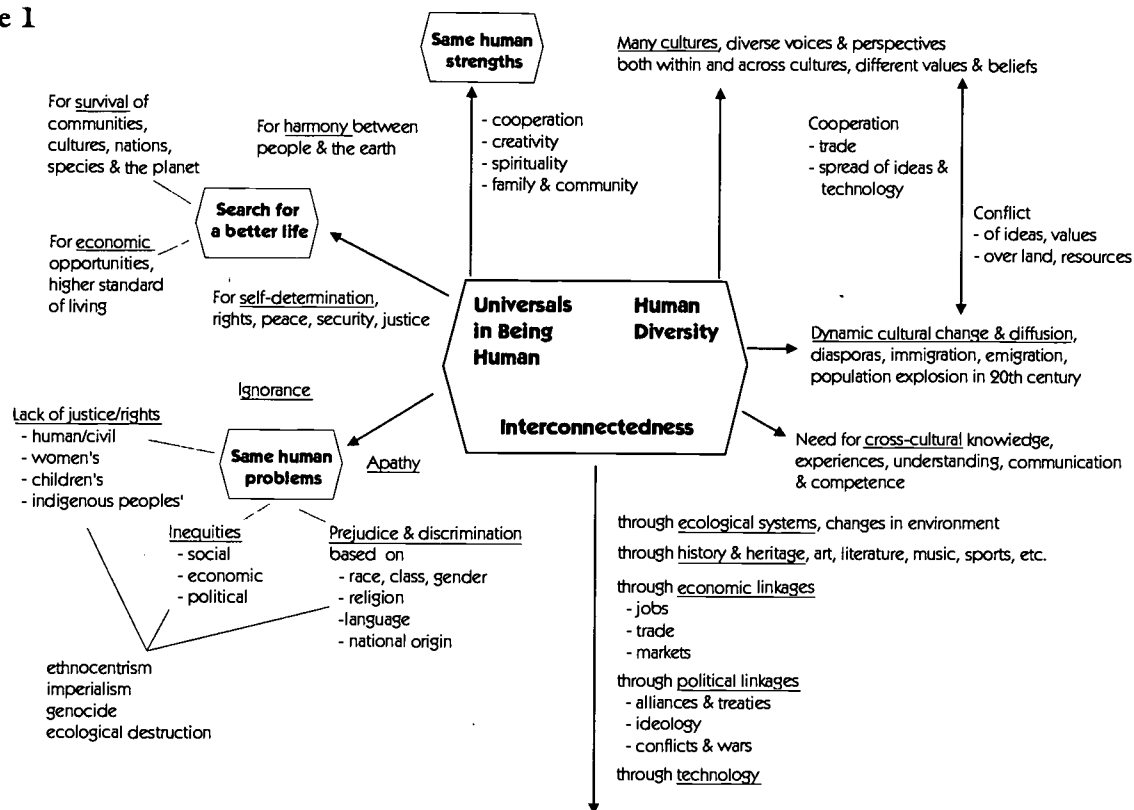 e 1
Same human
strengths
Many cultures, diverse voices & perspectives
both within and across cultures, different values & beliefs
For survival of
communities,
cultures, nations,
species & the planet
For harmony between
people & the earth
- cooperation
- creativity
- spirituality
- family & community
Cooperation
- trade
- spread of ideas &
technology
Search for
a better life
Conflict
- of ideas, values
- over land, resources
For economic
opportunities,
higher standard
of living
For self-determination,
rights, peace, security, justice
Universals
in Being
Human
Human
Diversity
Interconnectedness
Dynamic cultural change & diffusion,
diasporas, immigration, emigration,
population explosion in 20th century
Ignorance
Lack of justice/rights
- human/civil
- women's
- children's
- indigenous peoples'
Same human
problems
Apathy
Need for cross-cultural knowledge,
experiences, understanding, communication
& competence
Inequities
- social
- economic
- political
Prejudice & discrimination
based on
- race, class, gender
- religion
-language
- national origin
ethnocentrism
imperialism
genocide
ecological destruction
through ecological systems, changes in environment
through history & heritage, art, literature, music, sports, etc.
through economic linkages
- jobs
- trade
- markets
through political linkages
- alliances & treaties
- ideology
- conflicts & wars
through technology